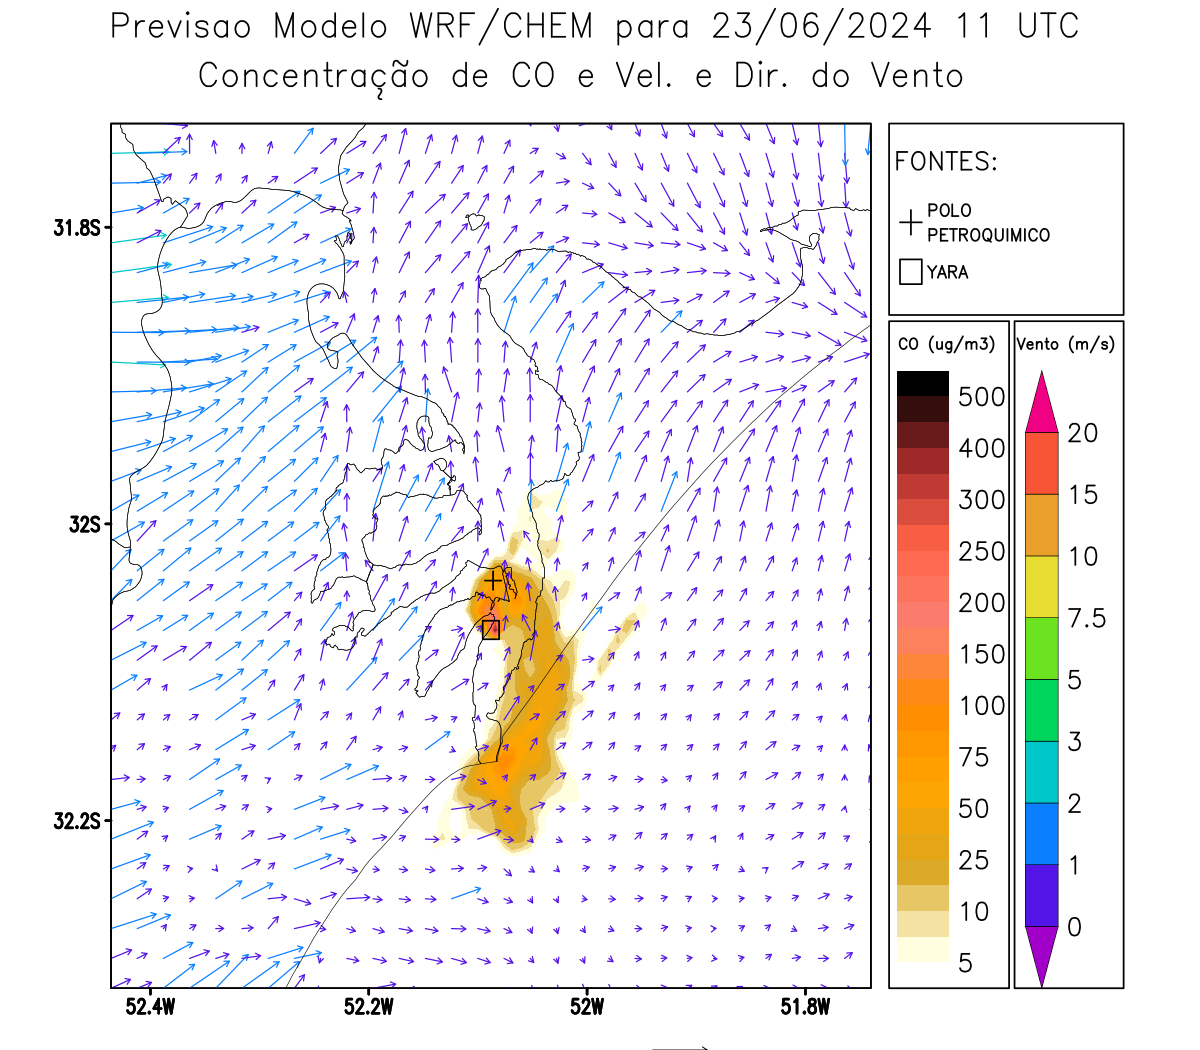 Previsao Modelo WRF/CHEM para 23/06/2024 11 UTC
Concentração de CO e Vel. e Dir. do Vento
FONTES:
POLO
PETROQUIMICO
YARA
CO (ug/m3)
500
400
300
250
200
150
100
75
50
25
10
5
Vento (m/s)
20
15
10
7.5
5
3
2
1
0
31.8S
32S
32.2S
52.4W
52.2W
52W
51.8W